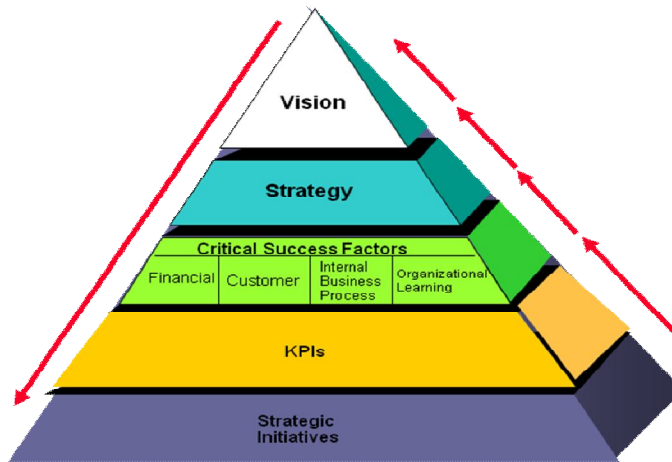 Vision
Strategy
Critical Success Factors
Financial
Customer
Internal
Business
Process
Organizational
Learning
KPIs
Strategic
Initiatives